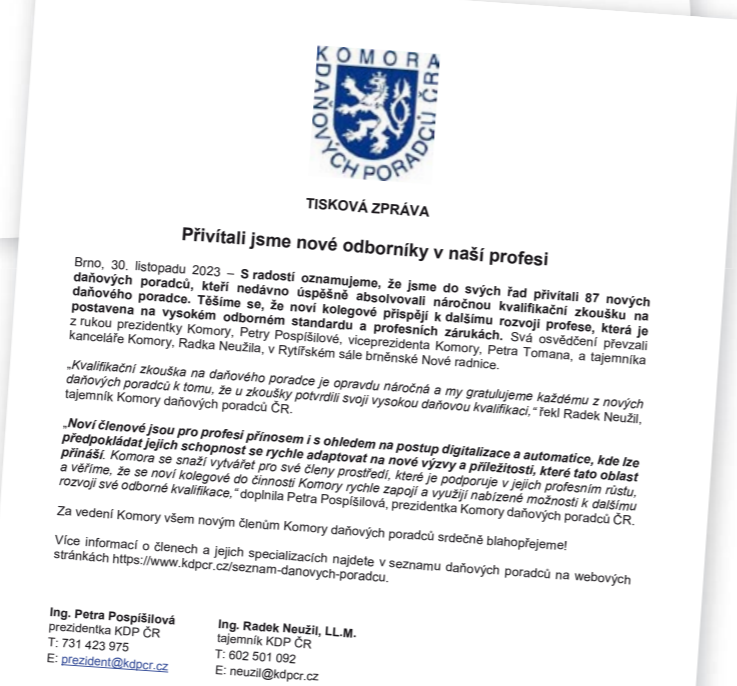 KOMORA
DAŇOVÝCH PORADCŮ ČR
TISKOVÁ ZPRÁVA
Přivítali jsme nové odborníky v naší profesi
Brno, 30. listopadu 2023 – S radostí oznamujeme, že jsme do svých řad přivítali 87 nových
daňových poradců, kteří nedávno úspěšně absolvovali náročnou kvalifikační zkoušku na
daňového poradce. Těšíme se, že noví kolegové přispějí k dalšímu rozvoji profese, která je
postavena na vysokém odborném standardu a profesních zárukách. Svá osvědčení převzali
z rukou prezidentky Komory, Petry Pospíšilové, viceprezidenta Komory, Petra Tomana, a tajemníka
kanceláře Komory, Radka Neužila, v Rytířském sále brněnské Nové radnice.
„Kvalifikační zkouška na daňového poradce je opravdu náročná a my gratulujeme každému z nových
daňových poradců k tomu, že u zkoušky potvrdili svoji vysokou daňovou kvalifikaci,“ řekl Radek Neužil,
tajemník Komory daňových poradců ČR.
„Noví členové jsou pro profesi přínosem i s ohledem na postup digitalizace a automatice, kde lze
předpokládat jejich schopnost se rychle adaptovat na nové výzvy a příležitosti, které tato oblast
přináší. Komora se snaží vytvářet pro své členy prostředí, které je podporuje v jejich profesním růstu,
a věříme, že se noví kolegové do činnosti Komory rychle zapojí a využijí nabízené možnosti k dalšímu
rozvoji své odborné kvalifikace,“ doplnila Petra Pospíšilová, prezidentka Komory daňových poradců ČR.
Za vedení Komory všem novým členům Komory daňových poradců srdečně blahopřejeme!
Více informací o členech a jejich specializacích najdete v seznamu daňových poradců na webových
stránkách https://www.kdpcr.cz/seznam-danovych-poradcu.
Ing. Petra Pospíšilová
prezidentka KDP ČR
T: 731 423 975
E: prezident@kdpcr.cz
Ing. Radek Neužil, LL.M.
tajemník KDP ČR
T: 602 501 092
E: neuzil@kdpcr.cz